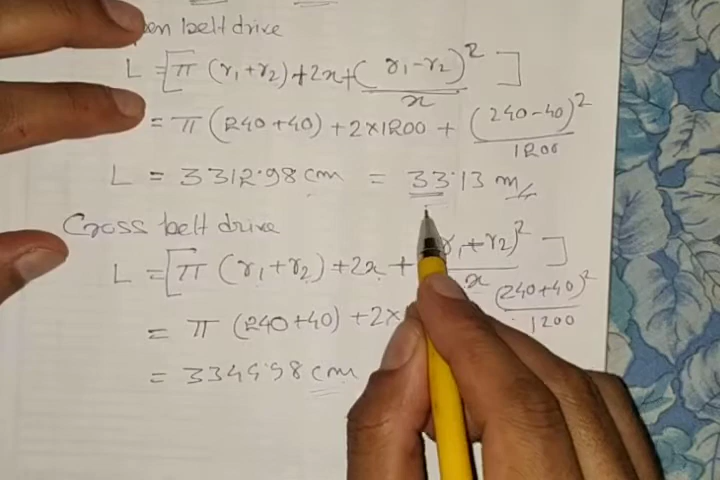 belt drive
L = [π (r₁+r₂) + 2x + (r₁-r₂)² / x ]
= π (240+40) + 2×1200 + (240-40)² / 1200
L = 3312.98 cm = 33.13 m
Cross belt drive
L = [π (r₁+r₂) + 2x + r₁+r₂)² / x ]
= π (240+40) + 2× (240+40)² / 1200
= cm